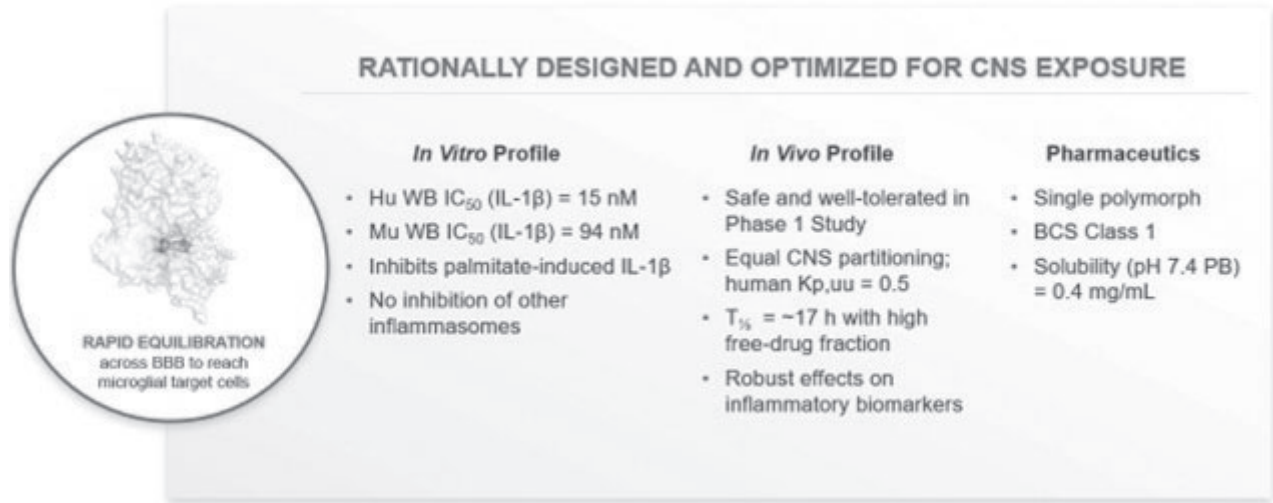 RATIONALLY DESIGNED AND OPTIMIZED FOR CNS EXPOSURE
RAPID EQUILIBRATION
across BBB to reach
microglial target cells
In Vitro Profile
• Hu WB IC₅₀ (IL-1β) = 15 nM
• Mu WB IC₅₀ (IL-1β) = 94 nM
• Inhibits palmitate-induced IL-1β
• No inhibition of other
inflammasomes
In Vivo Profile
• Safe and well-tolerated in
Phase 1 Study
• Equal CNS partitioning;
human Kp,uu = 0.5
• T½ = ~17 h with high
free-drug fraction
• Robust effects on
inflammatory biomarkers
Pharmaceutics
• Single polymorph
• BCS Class 1
• Solubility (pH 7.4 PB)
= 0.4 mg/mL